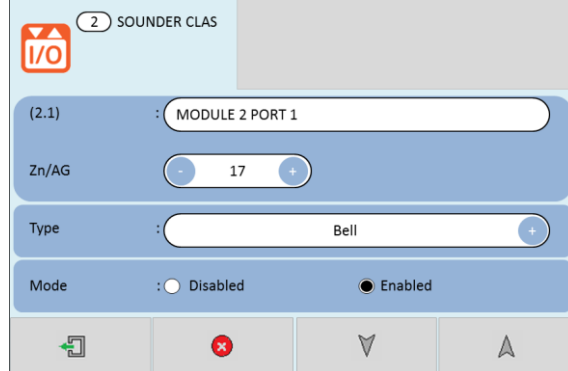 2 SOUNDER CLAS
I/O
(2.1) : MODULE 2 PORT 1
Zn/AG - 17 +
Type : Bell +
Mode : Disabled Enabled